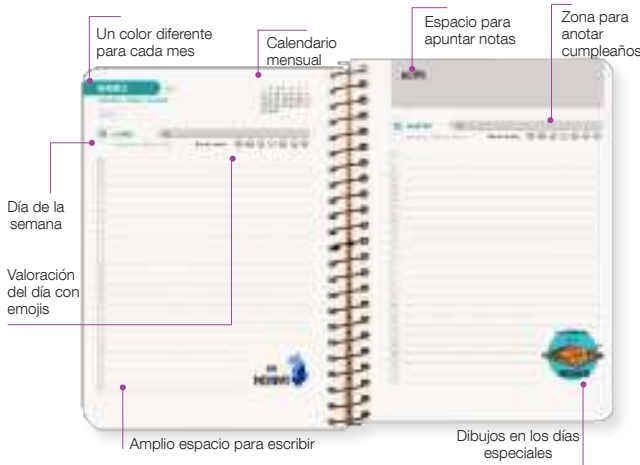 Un color diferente
para cada mes
Calendario
mensual
Espacio para
apuntar notas
Zona para
anotar
cumpleaños
Día de la
semana
Valoración
del día con
emojis
Amplio espacio para escribir
Dibujos en los días
especiales